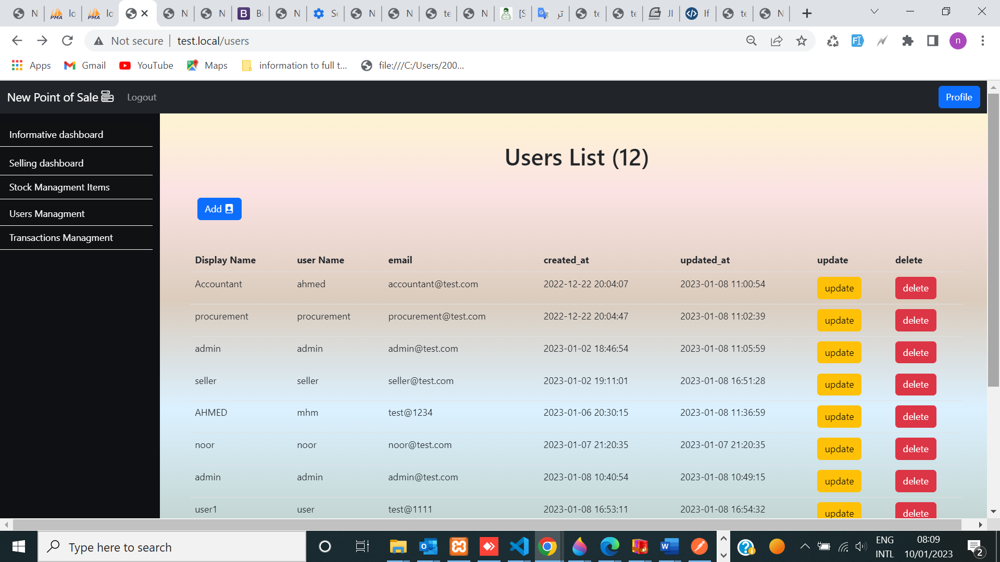 N lo lo N N B N Se N N te N [S تر te te JI If te N
Not secure test.local/users
Apps Gmail YouTube Maps information to full t... file:///C:/Users/200...
New Point of Sale Logout Profile
Informative dashboard
Selling dashboard
Stock Managment Items
Users Managment
Transactions Managment
Users List (12)
Add
Display Name user Name email created_at updated_at update delete
Accountant ahmed accountant@test.com 2022-12-22 20:04:07 2023-01-08 11:00:54 update delete
procurement procurement procurement@test.com 2022-12-22 20:04:47 2023-01-08 11:02:39 update delete
admin admin admin@test.com 2023-01-02 18:46:54 2023-01-08 11:05:59 update delete
seller seller seller@test.com 2023-01-02 19:11:01 2023-01-08 16:51:28 update delete
AHMED mhm test@1234 2023-01-06 20:30:15 2023-01-08 11:36:59 update delete
noor noor noor@test.com 2023-01-07 21:20:35 2023-01-07 21:20:35 update delete
admin admin admin@test.com 2023-01-08 10:40:54 2023-01-08 10:49:15 update delete
user1 user test@1111 2023-01-08 16:53:11 2023-01-08 16:54:32 update delete
Type here to search
ENG 08:09
INTL 10/01/2023 2